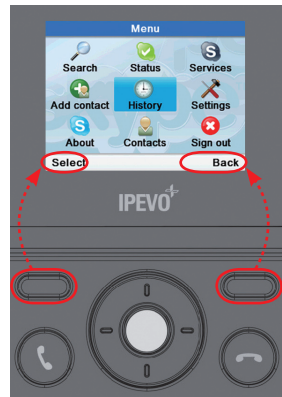 Menu
Search Status Services
Add contact History Settings
About Contacts Sign out
Select Back
IPEVO